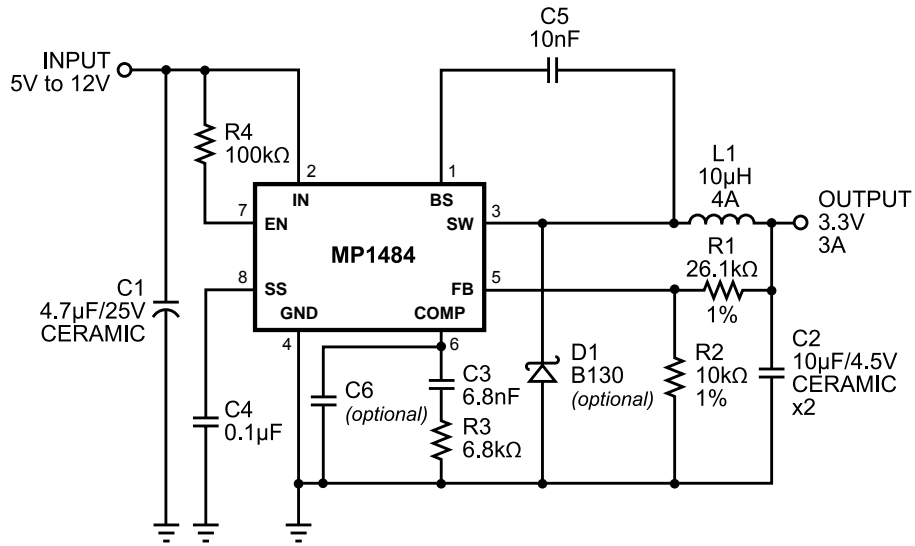 C5
10nF
INPUT
5V to 12V
R4
100kΩ
2
1
L1
10µH
4A
IN
BS
7
EN
SW
3
OUTPUT
3.3V
3A
MP1484
R1
26.1kΩ
1%
8
SS
FB
5
C1
4.7µF/25V
CERAMIC
GND
COMP
4
6
C6
(optional)
C3
6.8nF
D1
B130
(optional)
R2
10kΩ
1%
C2
10µF/4.5V
CERAMIC
x2
C4
0.1µF
R3
6.8kΩ